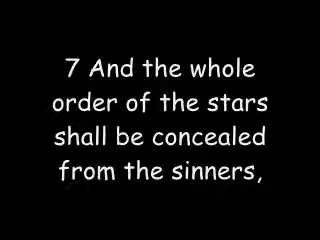 7 And the whole
order of the stars
shall be concealed
from the sinners,